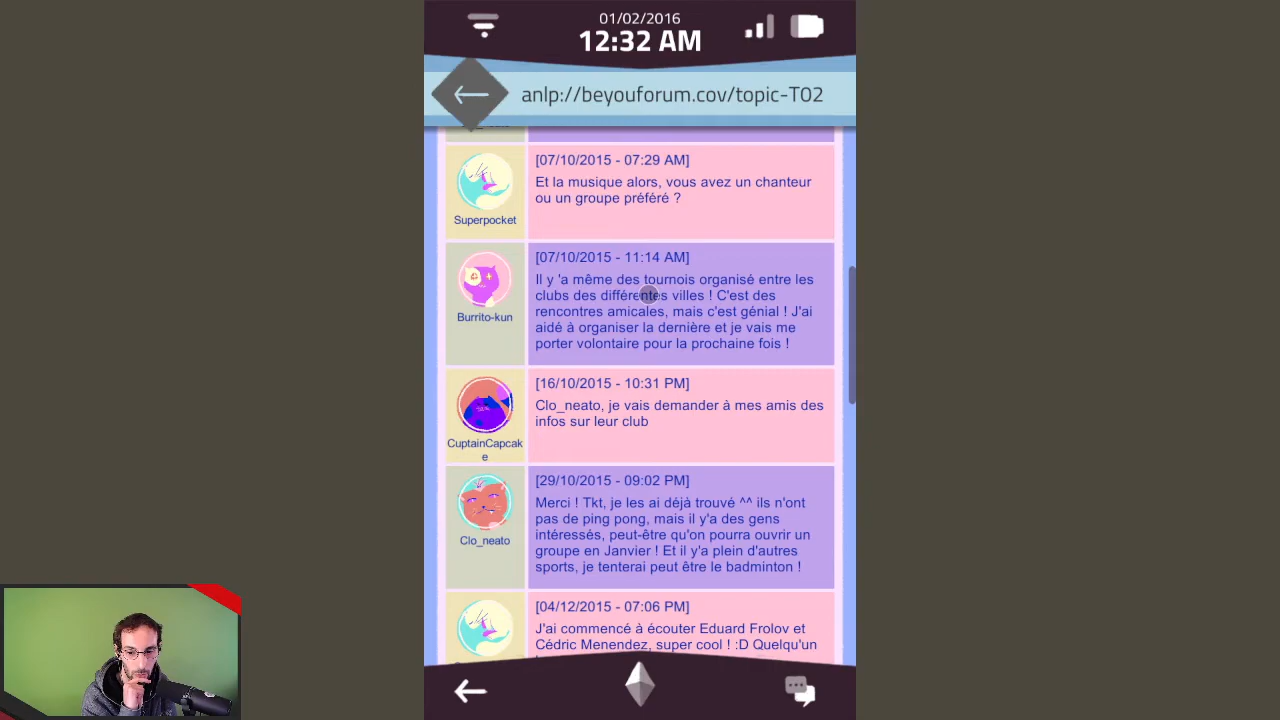 01/02/2016
12:32 AM
anlp://beyouforum.cov/topic-T02
[07/10/2015 - 07:29 AM]
Et la musique alors, vous avez un chanteur
ou un groupe préféré ?
Superpocket
[07/10/2015 - 11:14 AM]
Il y 'a même des tournois organisé entre les
clubs des différentes villes ! C'est des
rencontres amicales, mais c'est génial ! J'ai
aidé à organiser la dernière et je vais me
porter volontaire pour la prochaine fois !
Burrito-kun
[16/10/2015 - 10:31 PM]
Clo_neato, je vais demander à mes amis des
infos sur leur club
CuptainCapcak
e
[29/10/2015 - 09:02 PM]
Merci ! Tkt, je les ai déjà trouvé ^^ ils n'ont
pas de ping pong, mais il y'a des gens
intéressés, peut-être qu'on pourra ouvrir un
groupe en Janvier ! Et il y'a plein d'autres
sports, je tenterai peut être le badminton !
Clo_neato
[04/12/2015 - 07:06 PM]
J'ai commencé à écouter Eduard Frolov et
Cédric Menendez, super cool ! :D Quelqu'un